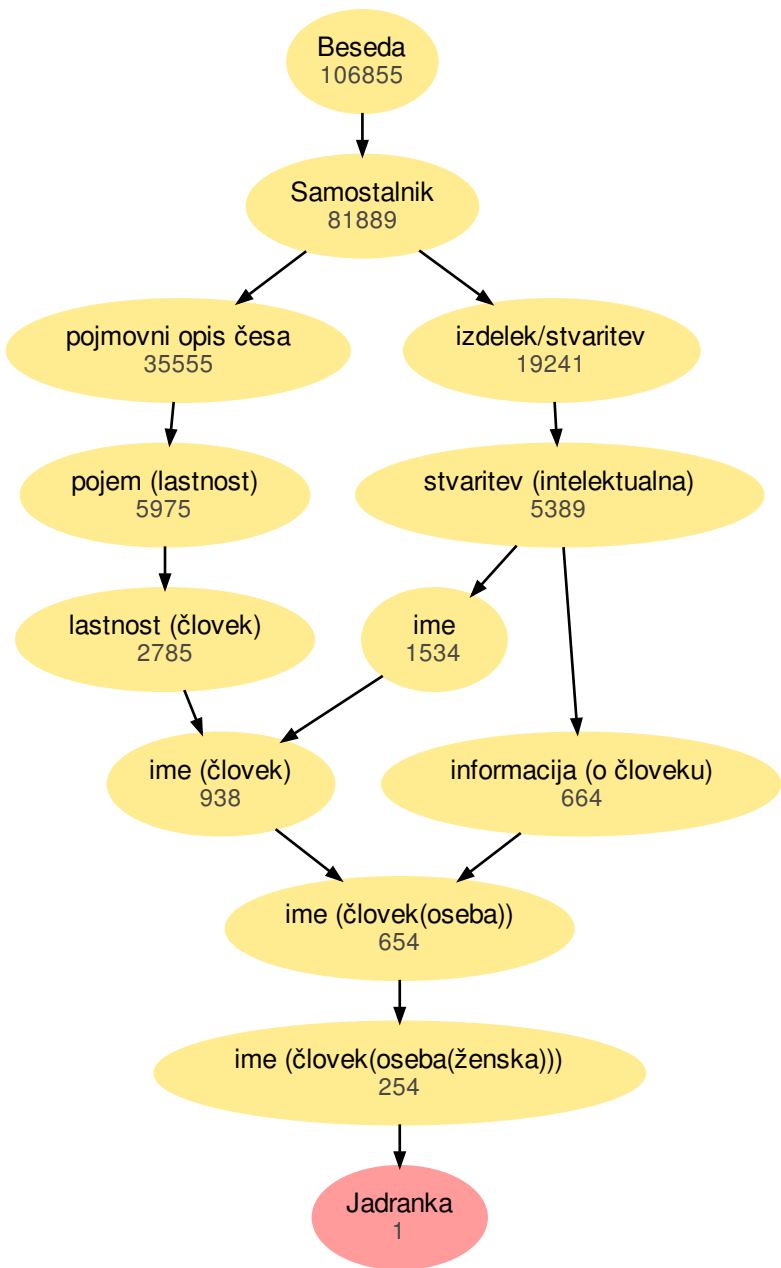 Beseda
106855
Samostalnik
81889
pojmovni opis česa
35555
izdelek/stvaritev
19241
pojem (lastnost)
5975
stvaritev (intelektualna)
5389
lastnost (človek)
2785
ime
1534
ime (človek)
938
informacija (o človeku)
664
ime (človek(oseba))
654
ime (človek(oseba(ženska)))
254
Jadranka
1